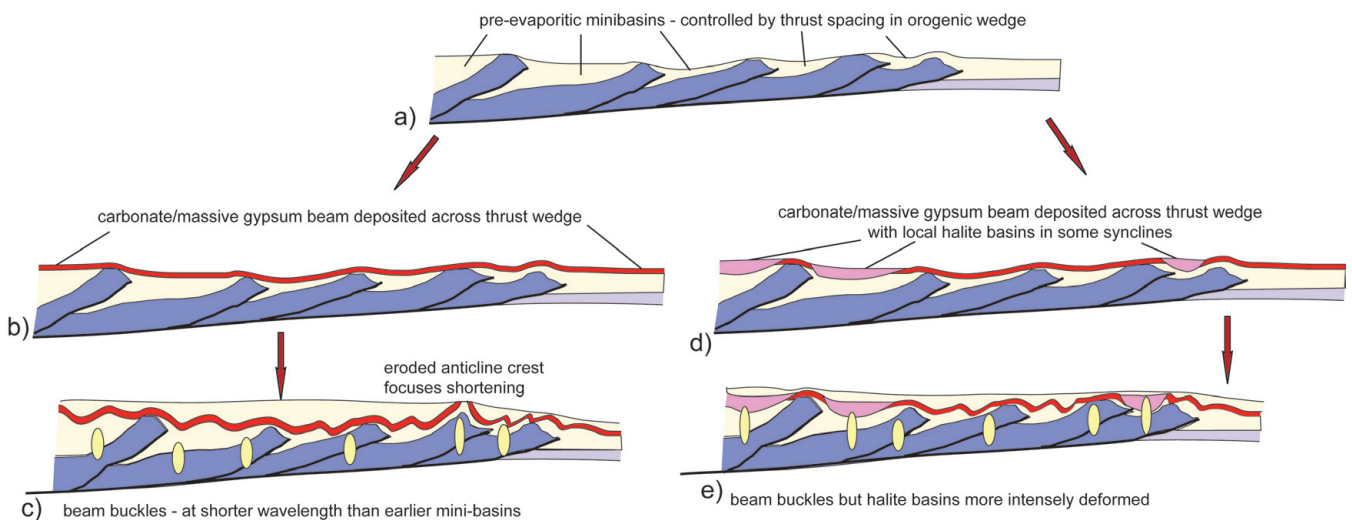 pre-evaporitic minibasins - controlled by thrust spacing in orogenic wedge
a)
carbonate/massive gypsum beam deposited across thrust wedge
b)
eroded anticline crest
focuses shortening
c) beam buckles - at shorter wavelength than earlier mini-basins
carbonate/massive gypsum beam deposited across thrust wedge
with local halite basins in some synclines
d)
e) beam buckles but halite basins more intensely deformed